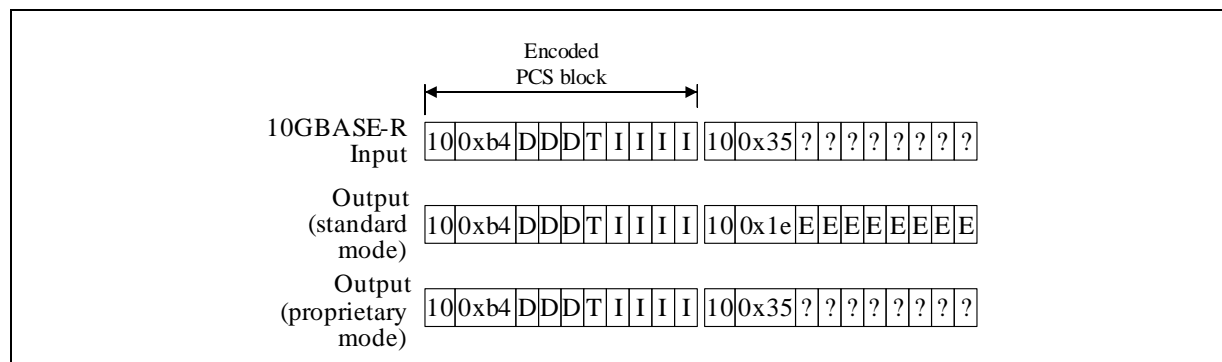 Encoded
PCS block
10GBASE-R
Input
10 0xb4 D D D T I I I I 10 0x35 ? ? ? ? ? ? ? ?
Output
(standard
mode)
10 0xb4 D D D T I I I I 10 0x1e E E E E E E E E
Output
(proprietary
mode)
10 0xb4 D D D T I I I I 10 0x35 ? ? ? ? ? ? ? ?